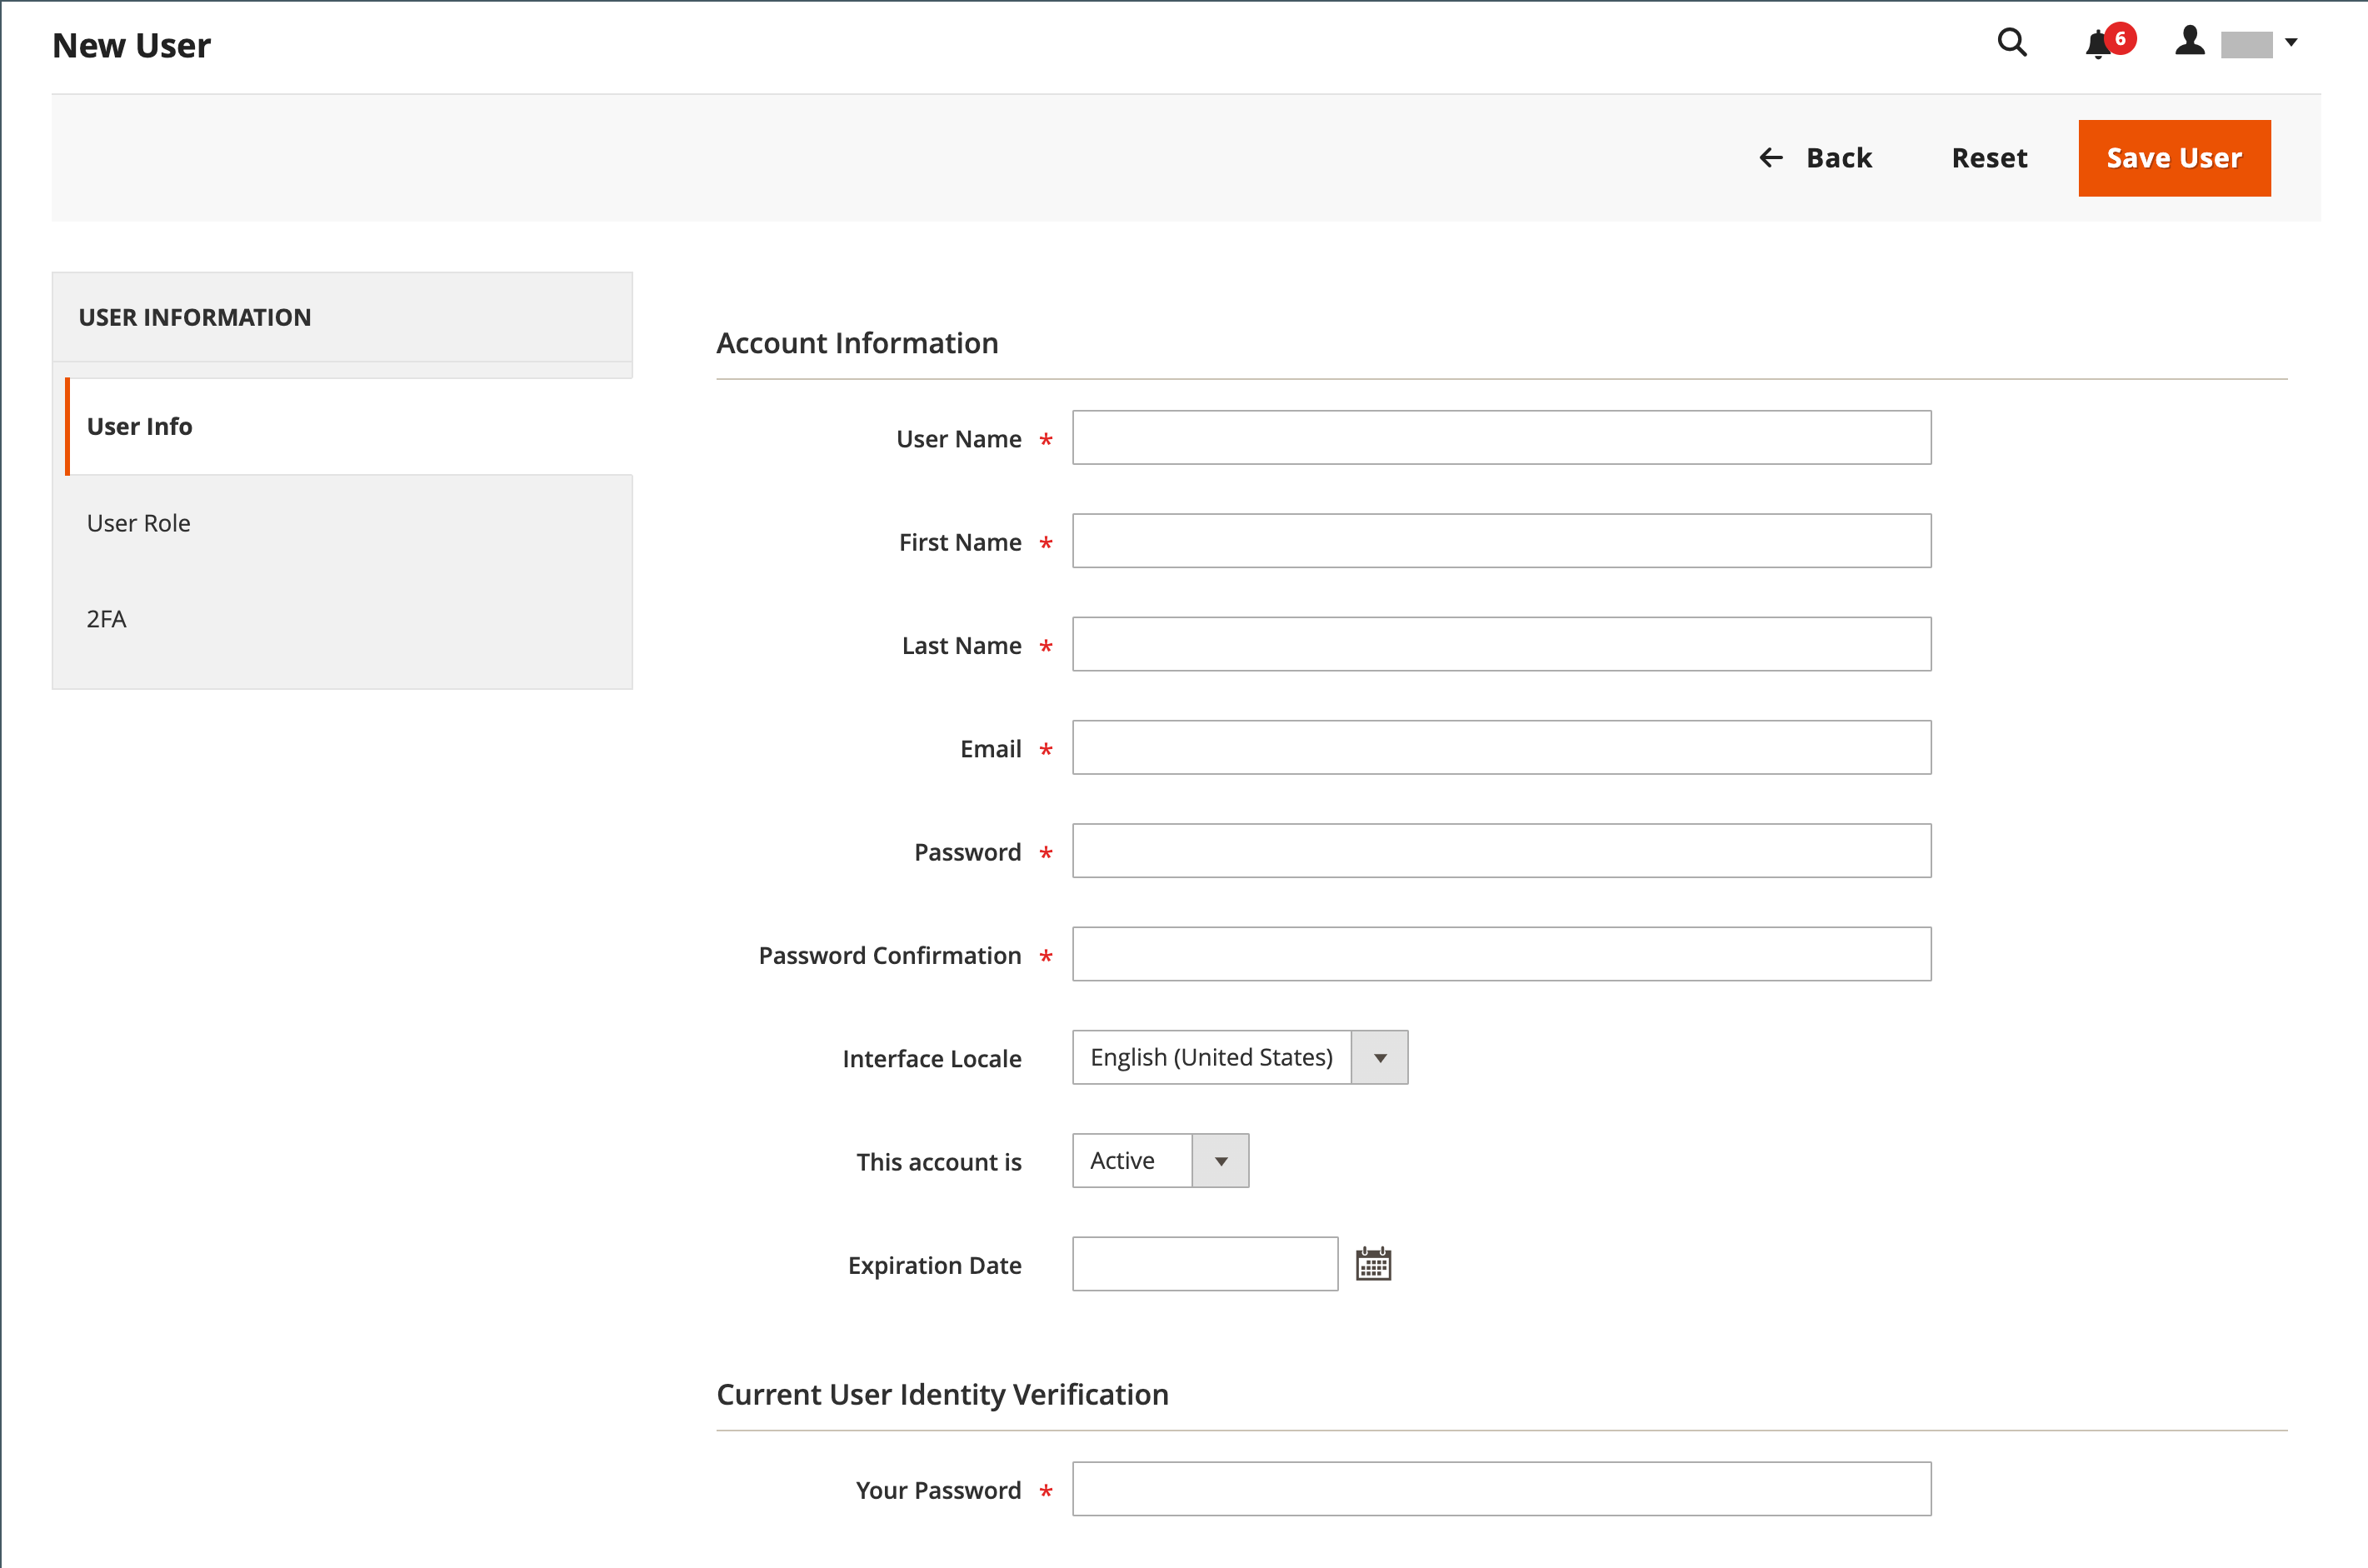 New User
6
Back
Reset
Save User
USER INFORMATION
User Info
User Role
2FA
Account Information
User Name *
First Name *
Last Name *
Email *
Password *
Password Confirmation *
Interface Locale
English (United States)
This account is
Active
Expiration Date
Current User Identity Verification
Your Password *